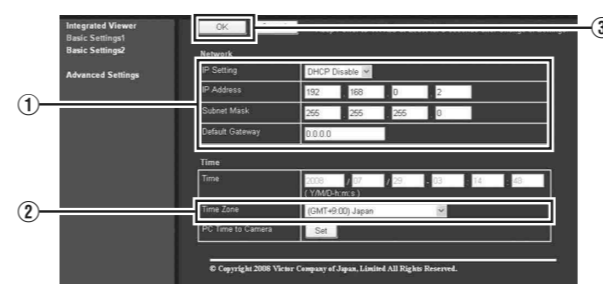 Integrated Viewer
Basic Settings1
Basic Settings2
Advanced Settings
OK
③
Network
①
IP Setting DHCP Disable
IP Address 192 . 168 . 0 . 2
Subnet Mask 255 . 255 . 255 . 0
Default Gateway 0.0.0.0
Time
Time 2008 / 07 / 29 - 03 : 14 : 48
( Y/M/D-h:m:s )
②
Time Zone (GMT+9:00) Japan
PC Time to Camera Set
© Copyright 2008 Victor Company of Japan, Limited All Rights Reserved.